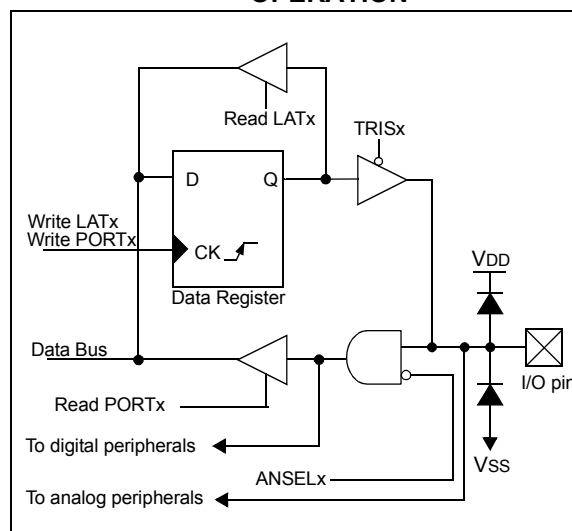 OPERATION
Read LATx
TRISx
D
Q
Write LATx
Write PORTx
CK
VDD
Data Register
Data Bus
I/O pin
Read PORTx
To digital peripherals
VSS
ANSELx
To analog peripherals